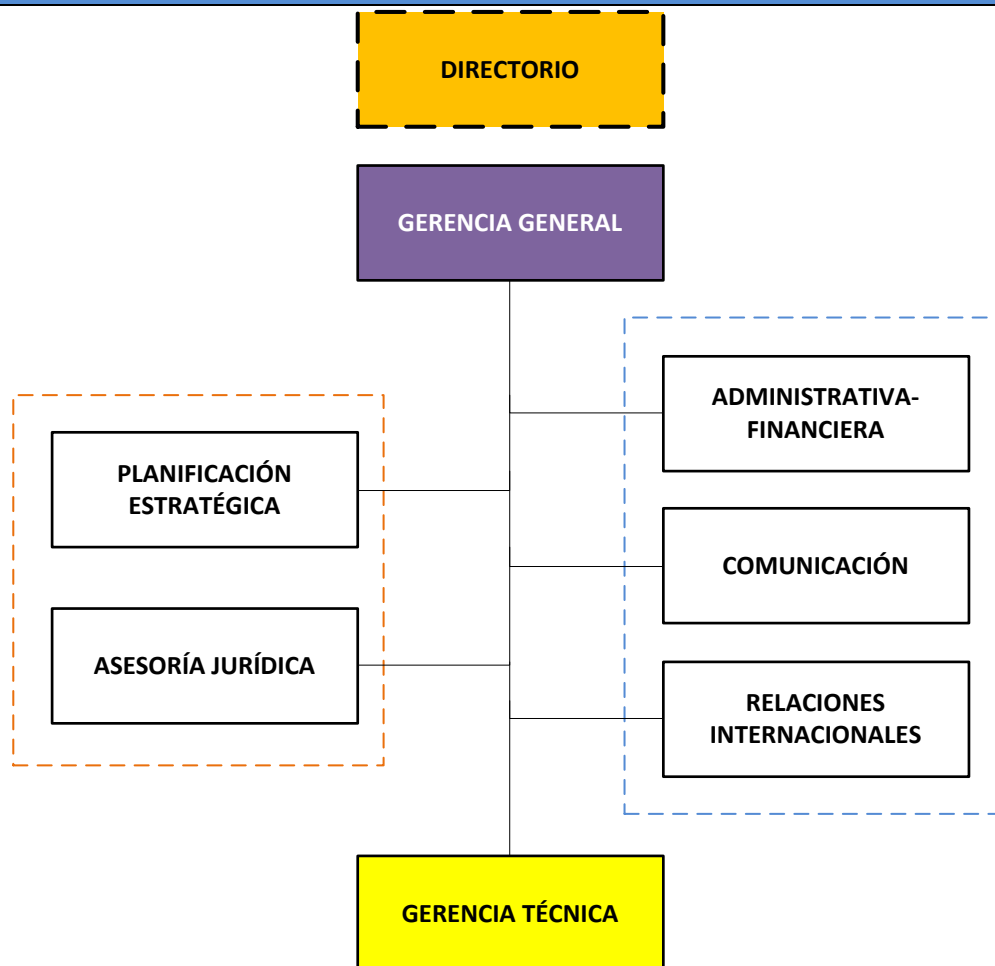 DIRECTORIO
GERENCIA GENERAL
ADMINISTRATIVA-
FINANCIERA
PLANIFICACIÓN
ESTRATÉGICA
COMUNICACIÓN
ASESORÍA JURÍDICA
RELACIONES
INTERNACIONALES
GERENCIA TÉCNICA